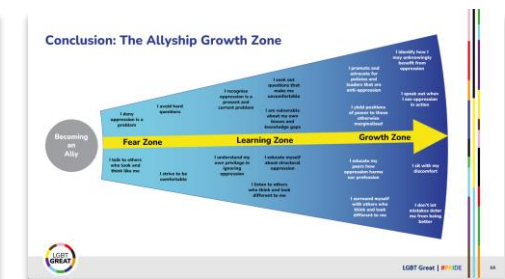 Conclusion: The Allyship Growth Zone
I identify how I
may unknowingly
benefit from
oppression
I seek out
questions that
make me
uncomfortable
I promote and
advocate for
policies and
leaders that are
anti-oppression
I recognize
oppression is a
present and
current problem
I speak out when
I see oppression
in action
I deny
oppression is a
problem
I avoid hard
questions
I am vulnerable
about my own
biases and
knowledge gaps
I yield positions
of power to those
otherwise
marginalized
Becoming
an
Ally
Fear Zone
Learning Zone
Growth Zone
I talk to others
who look and
think like me
I strive to be
comfortable
I understand my
own privilege in
ignoring
oppression
I educate myself
about structural
oppression
I listen to others
who think and look
different to me
I educate my
peers how
oppression harms
our profession
I sit with my
discomfort
I surround myself
with others who
think and look
different to me
I don't let
mistakes deter
me from being
better
LGBT
GREAT
LGBT Great | #PRIDE